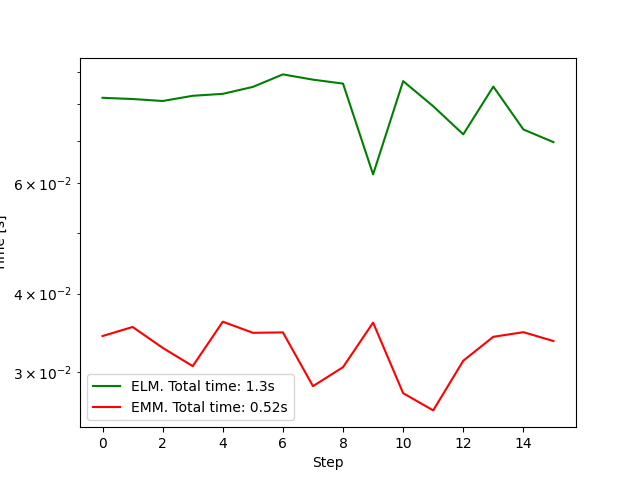 6 × 10⁻²
4 × 10⁻²
3 × 10⁻²
[s]
ELM. Total time: 1.3s
EMM. Total time: 0.52s
0 2 4 6 8 10 12 14
Step